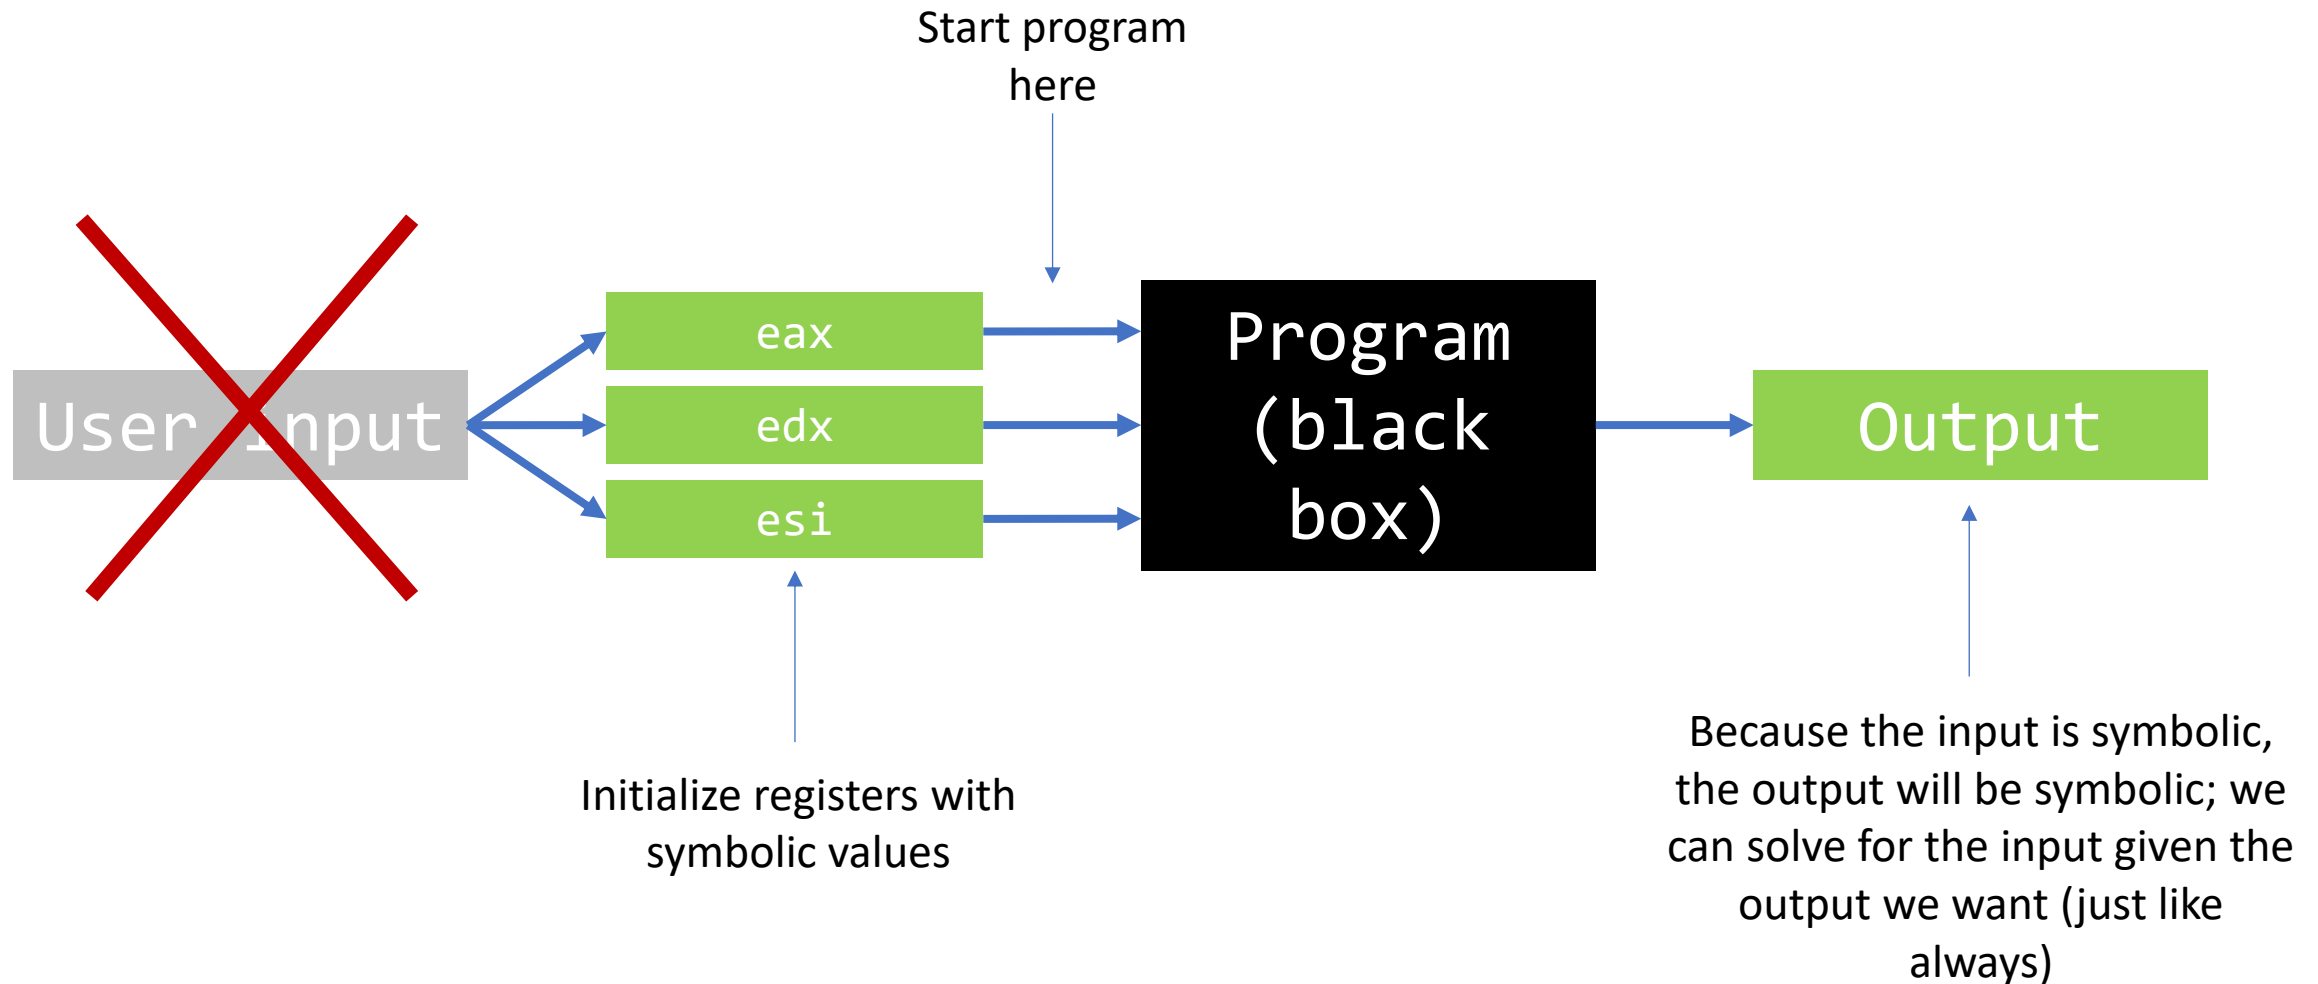 Start program
here
User Input
eax
edx
esi
Program
(black
box)
Output
Initialize registers with
symbolic values
Because the input is symbolic,
the output will be symbolic; we
can solve for the input given the
output we want (just like
always)